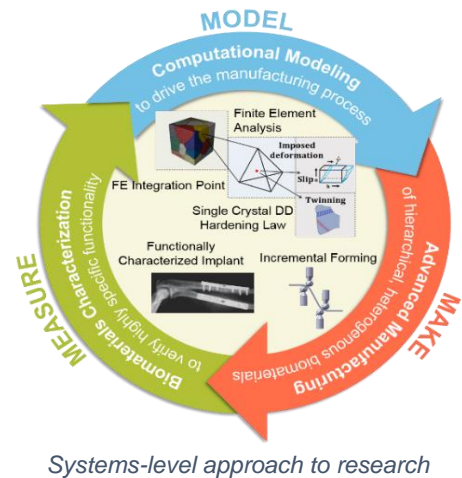 MODEL
Computational Modeling
to drive the manufacturing process
Finite Element
Analysis
Imposed
deformation
Slip
FE Integration Point
Twinning
Single Crystal DD
Hardening Law
Functionally
Characterized Implant
Incremental Forming
MAKE
Advanced Manufacturing
of hierarchical, heterogenous biomaterials
MEASURE
Biomaterials Characterization
to verify highly specific functionality
Systems-level approach to research